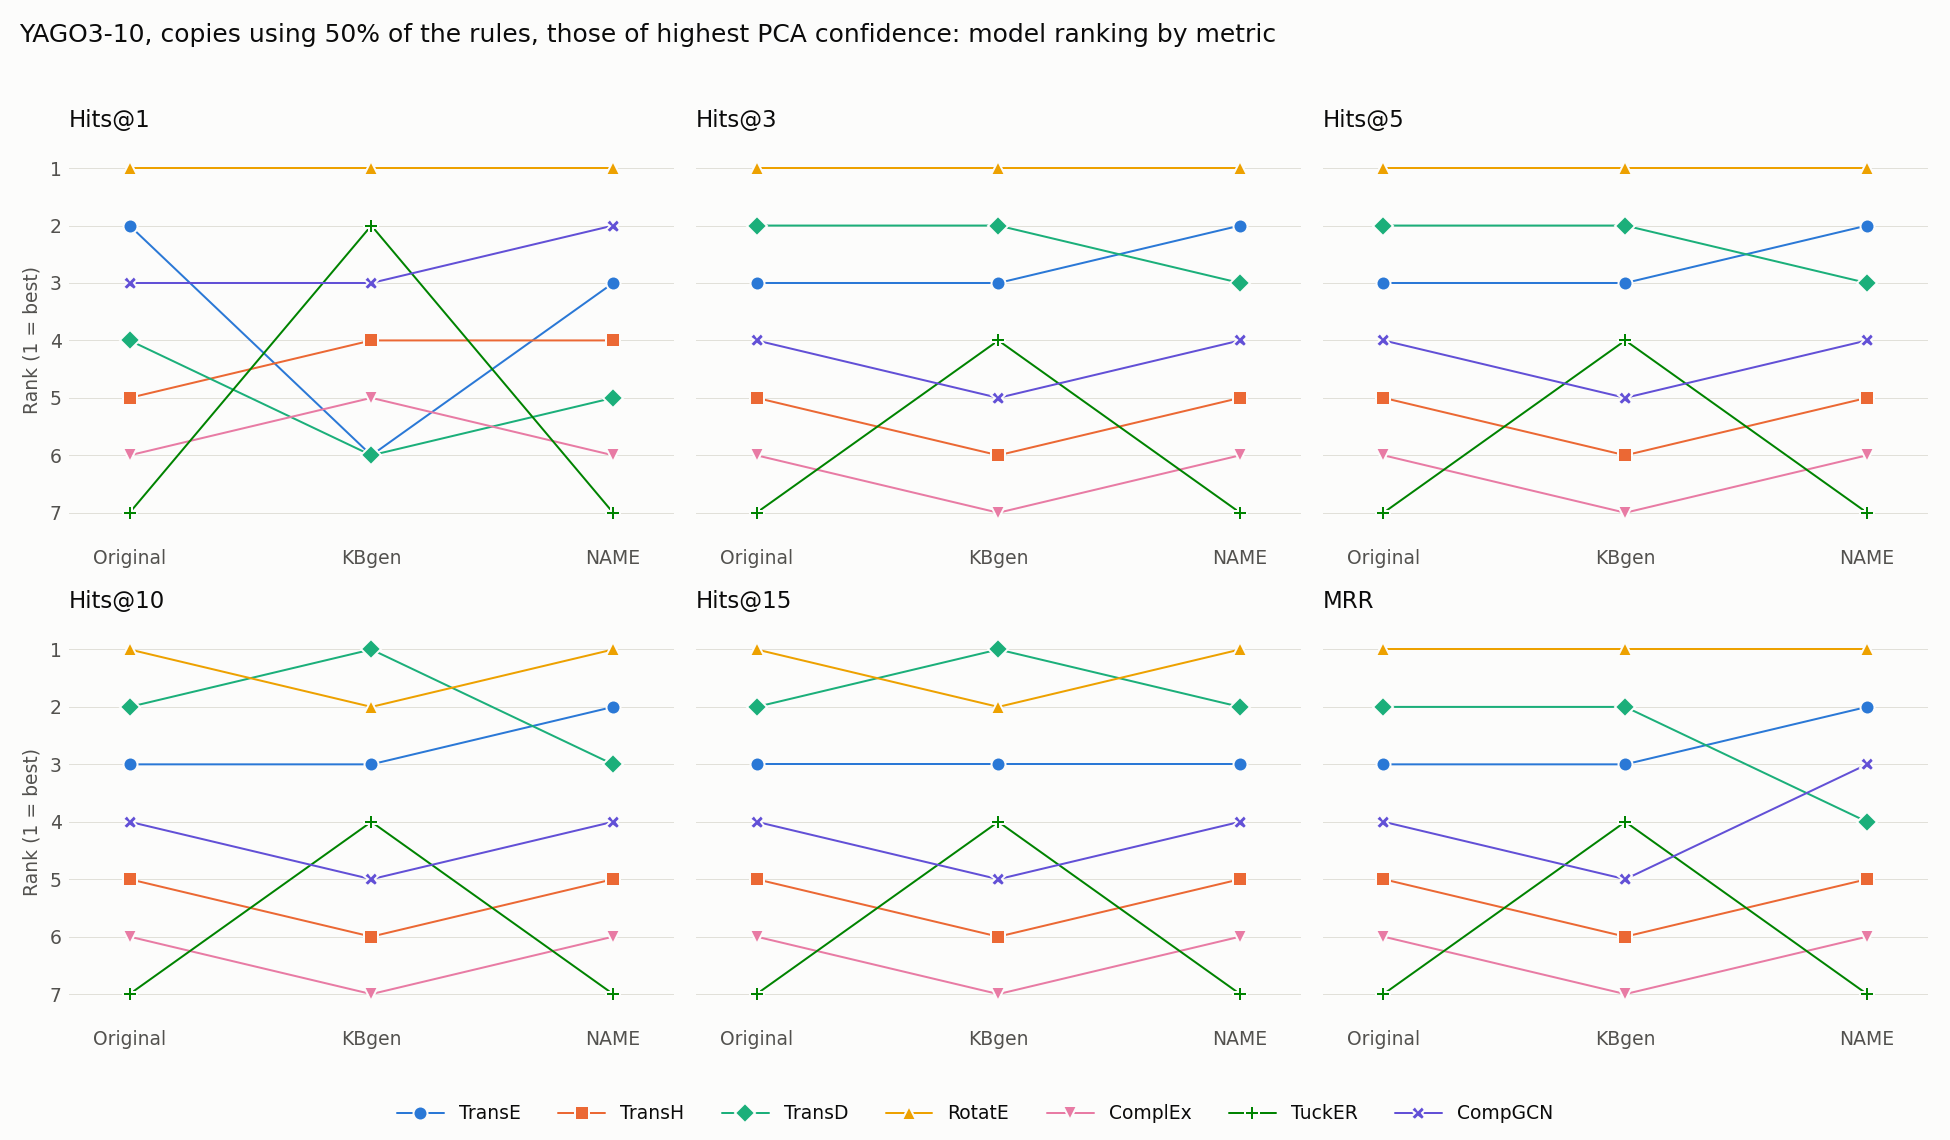 YAGO3-10, copies using 50% of the rules, those of highest PCA confidence: model ranking by metric
Hits@1
Hits@3
Hits@5
Rank (1 = best)
1
2
3
4
5
6
7
Original KBgen NAME
Original KBgen NAME
Original KBgen NAME
Hits@10
Hits@15
MRR
Rank (1 = best)
1
2
3
4
5
6
7
Original KBgen NAME
Original KBgen NAME
Original KBgen NAME
TransE TransH TransD RotatE ComplEx TuckER CompGCN